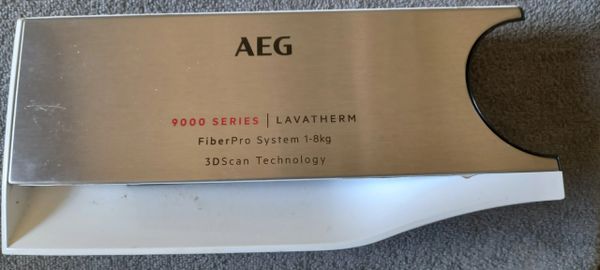 AEG
9000 SERIES | LAVATHERM
FiberPro System 1-8kg
3DScan Technology